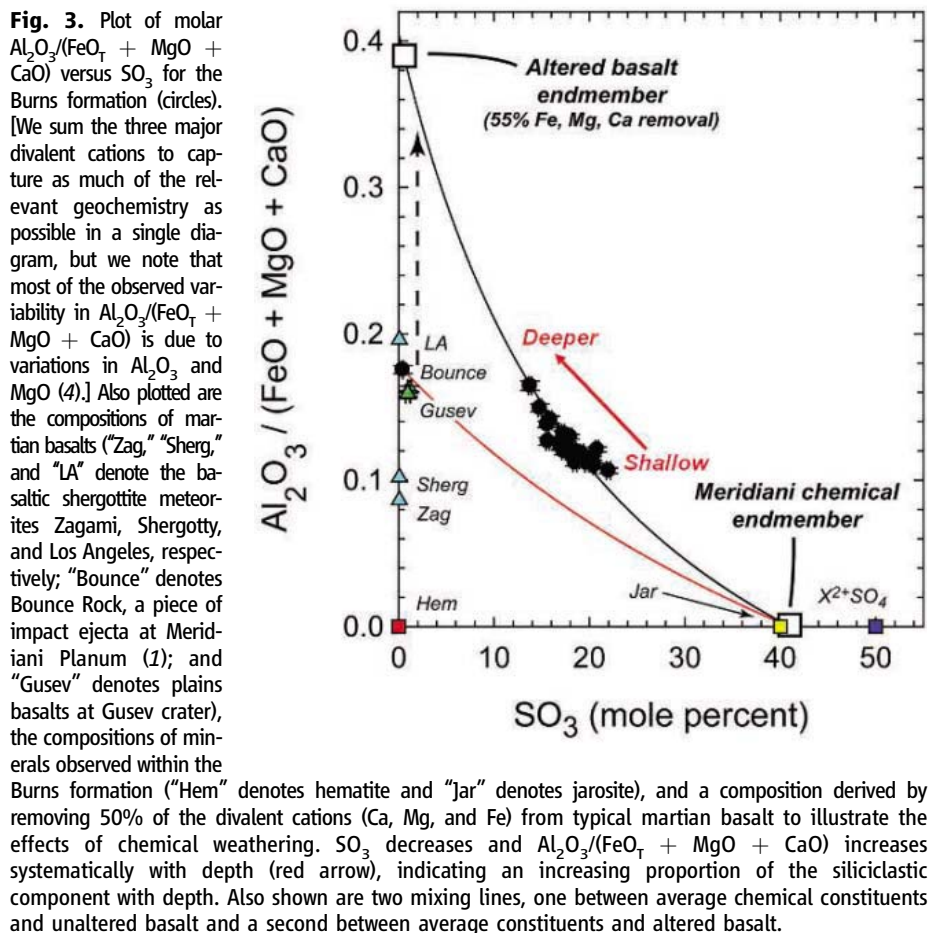 Fig. 3. Plot of molar
Al₂O₃/(FeO_T + MgO +
CaO) versus SO₃ for the
Burns formation (circles).
[We sum the three major
divalent cations to cap-
ture as much of the rel-
evant geochemistry as
possible in a single dia-
gram, but we note that
most of the observed var-
iability in Al₂O₃/(FeO_T +
MgO + CaO) is due to
variations in Al₂O₃ and
MgO (4).] Also plotted are
the compositions of mar-
tian basalts ("Zag," "Sherg,"
and "LA" denote the ba-
saltic shergottite meteor-
ites Zagami, Shergotty,
and Los Angeles, respec-
tively; "Bounce" denotes
Bounce Rock, a piece of
impact ejecta at Merid-
iani Planum (1); and
"Gusev" denotes plains
basalts at Gusev crater),
the compositions of min-
erals observed within the
Burns formation ("Hem" denotes hematite and "Jar" denotes jarosite), and a composition derived by
removing 50% of the divalent cations (Ca, Mg, and Fe) from typical martian basalt to illustrate the
effects of chemical weathering. SO₃ decreases and Al₂O₃/(FeO_T + MgO + CaO) increases
systematically with depth (red arrow), indicating an increasing proportion of the siliciclastic
component with depth. Also shown are two mixing lines, one between average chemical constituents
and unaltered basalt and a second between average constituents and altered basalt.
Al₂O₃ / (FeO + MgO + CaO)
0.4
0.3
0.2
0.1
0.0
Altered basalt
endmember
(55% Fe, Mg, Ca removal)
Deeper
Shallow
LA
Bounce
Gusev
Sherg
Zag
Hem
Meridiani chemical
endmember
Jar
X²⁺SO₄
0 10 20 30 40 50
SO₃ (mole percent)